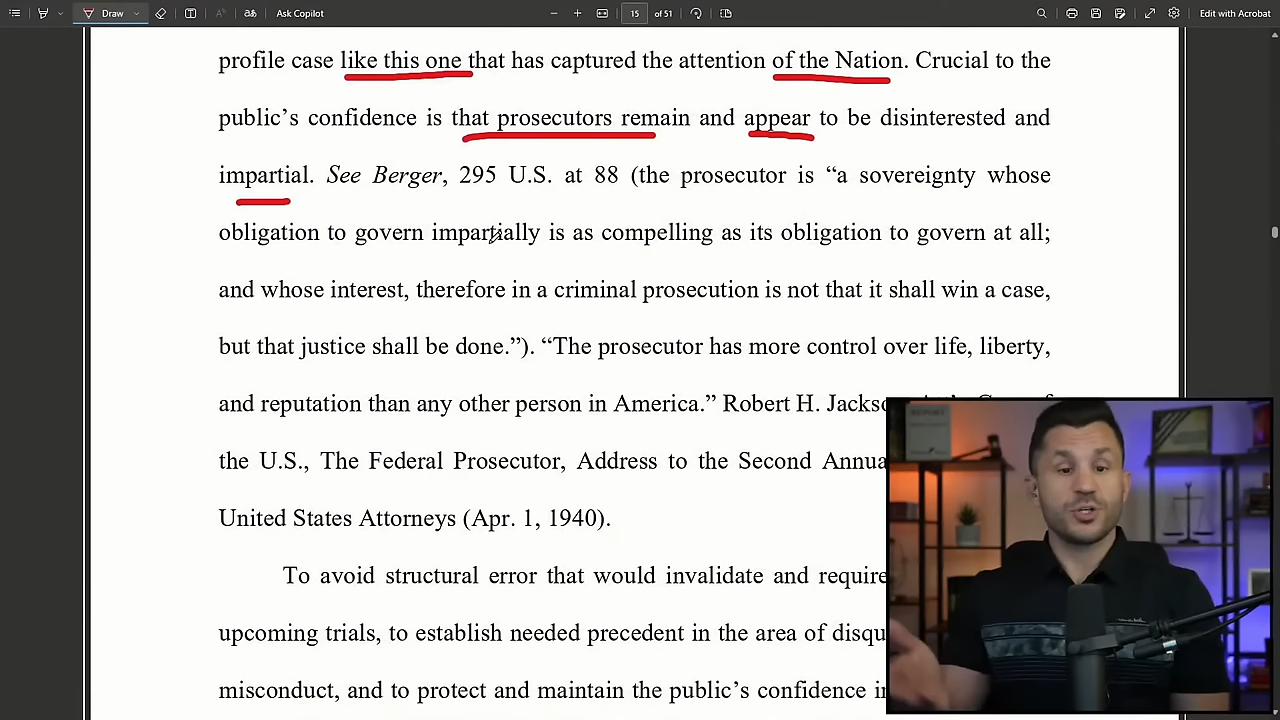 Draw
Ask Copilot
15 of 51
Edit with Acrobat
profile case like this one that has captured the attention of the Nation. Crucial to the
public’s confidence is that prosecutors remain and appear to be disinterested and
impartial. See Berger, 295 U.S. at 88 (the prosecutor is “a sovereignty whose
obligation to govern impartially is as compelling as its obligation to govern at all;
and whose interest, therefore in a criminal prosecution is not that it shall win a case,
but that justice shall be done.”). “The prosecutor has more control over life, liberty,
and reputation than any other person in America.” Robert H.
the U.S., The Federal Prosecutor, Address to the Second
United States Attorneys (Apr. 1, 1940).
To avoid structural error that would invalidate and require
upcoming trials, to establish needed precedent in the area of
misconduct, and to protect and maintain the public’s confidence
REPORT